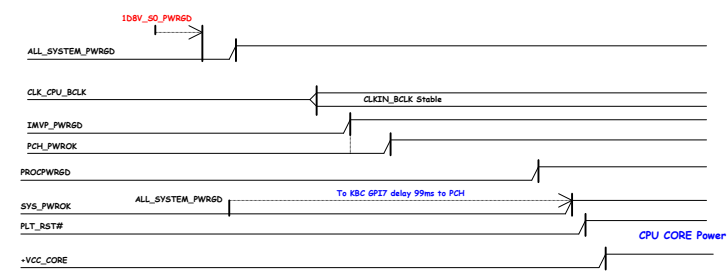 1D8V_S0_PWRGD
ALL_SYSTEM_PWRGD
CLK_CPU_BCLK
CLKIN_BCLK Stable
IMVP_PWRGD
PCH_PWROK
PROCPWRGD
ALL_SYSTEM_PWRGD
To KBC GPI7 delay 99ms to PCH
SYS_PWROK
PLT_RST#
CPU CORE Power
+VCC_CORE